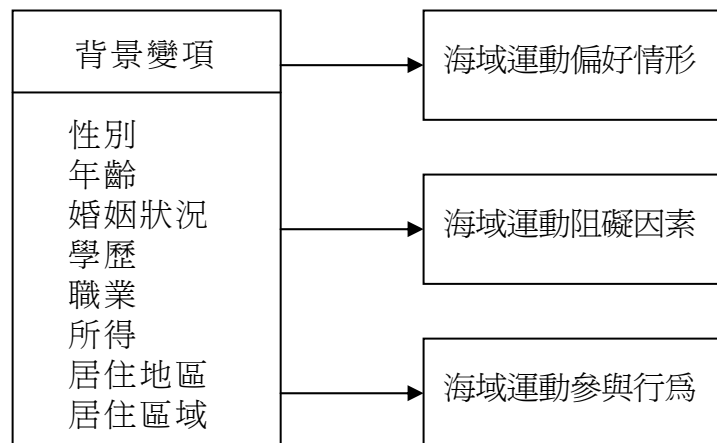 背景變項
性別
年齡
婚姻狀況
學歷
職業
所得
居住地區
居住區域
海域運動偏好情形
海域運動阻礙因素
海域運動參與行為